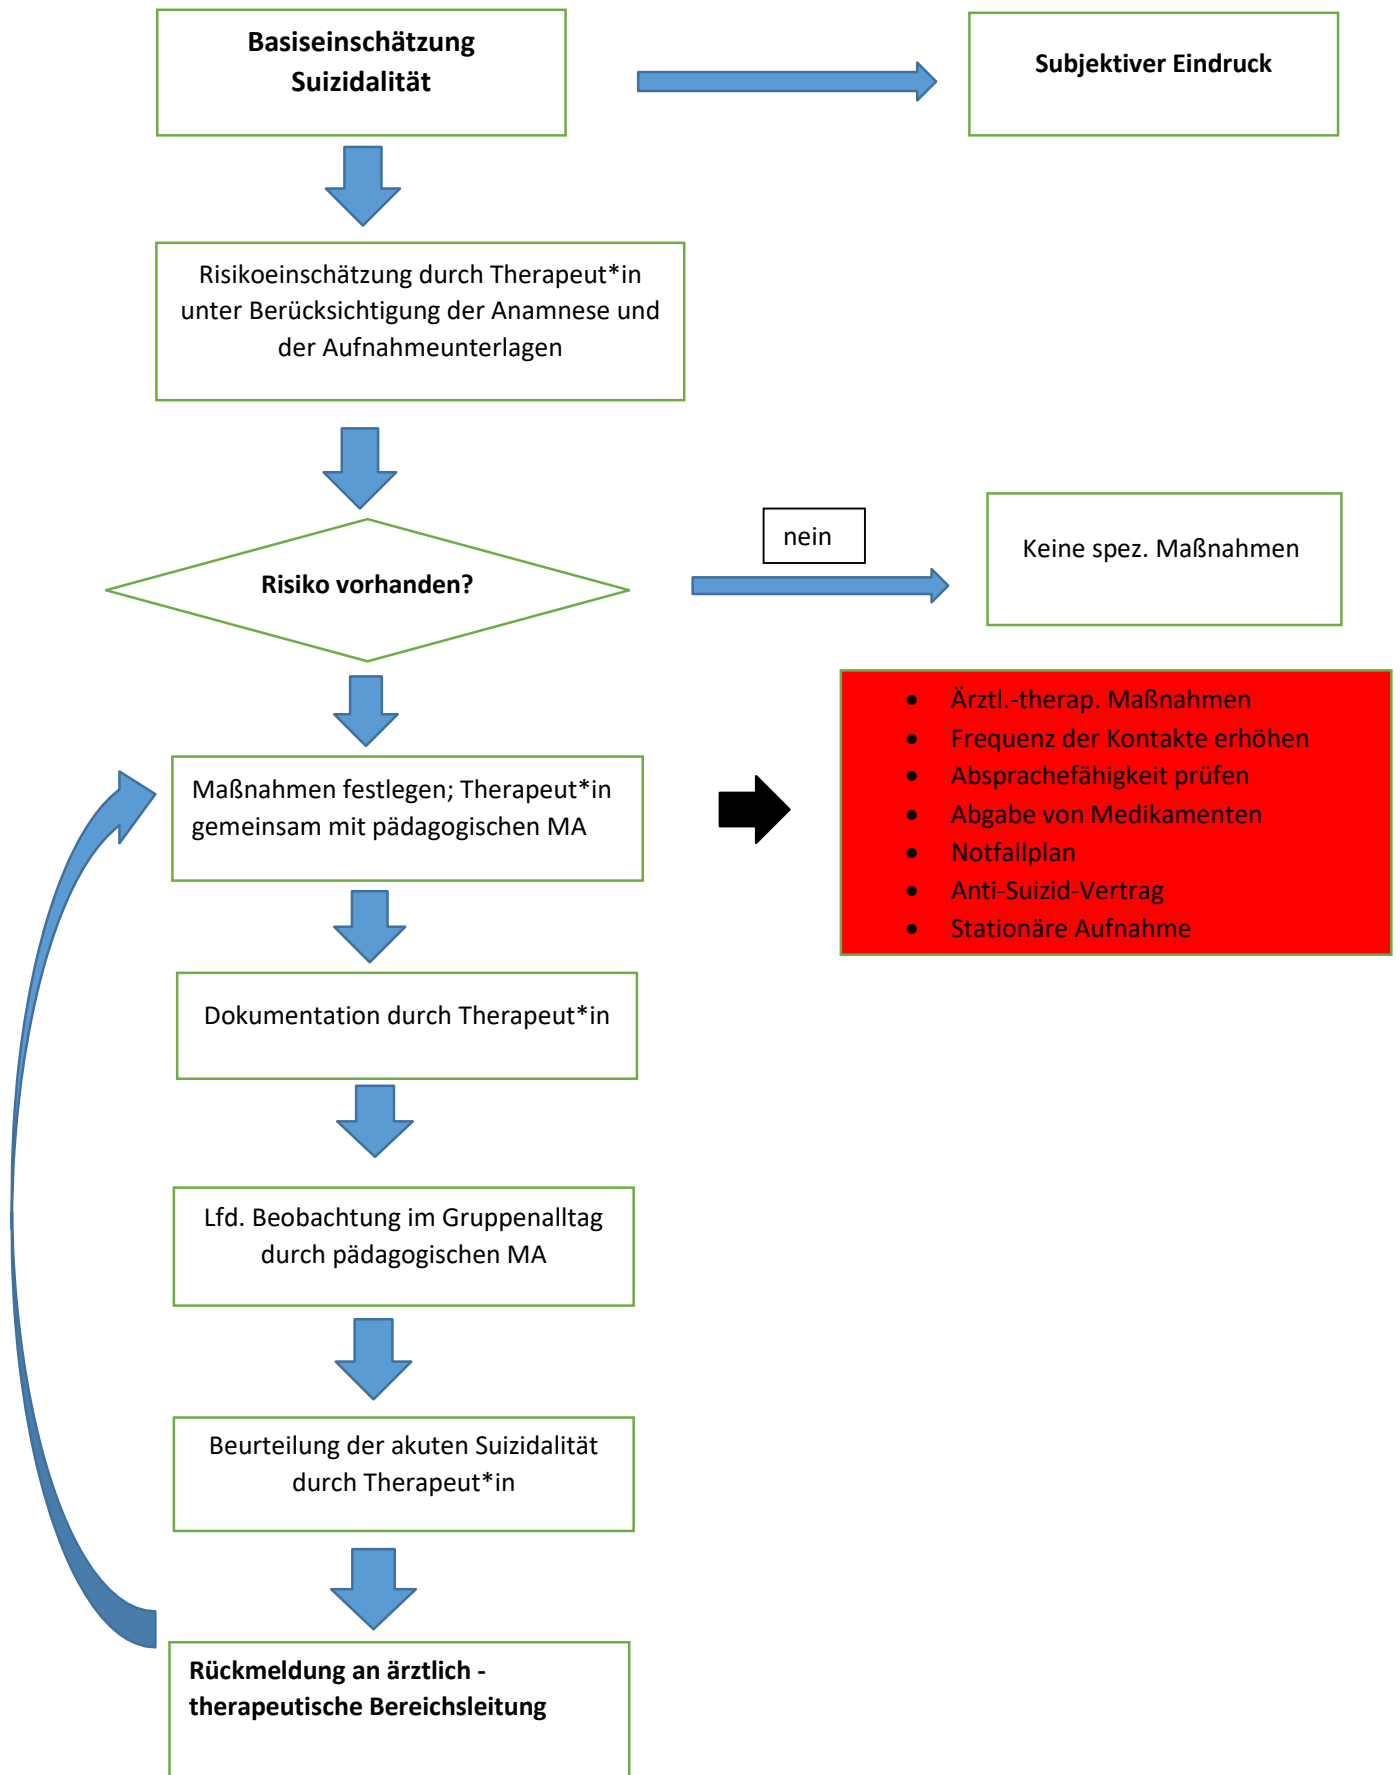 Basiseinschätzung
Suizidalität
Subjektiver Eindruck
Risikoeinschätzung durch Therapeut*in
unter Berücksichtigung der Anamnese und
der Aufnahmeunterlagen
Risiko vorhanden?
nein
Keine spez. Maßnahmen
Maßnahmen festlegen; Therapeut*in
gemeinsam mit pädagogischen MA
• Ärztl.-therap. Maßnahmen
• Frequenz der Kontakte erhöhen
• Absprachefähigkeit prüfen
• Abgabe von Medikamenten
• Notfallplan
• Anti-Suizid-Vertrag
• Stationäre Aufnahme
Dokumentation durch Therapeut*in
Lfd. Beobachtung im Gruppenalltag
durch pädagogischen MA
Beurteilung der akuten Suizidalität
durch Therapeut*in
Rückmeldung an ärztlich -
therapeutische Bereichsleitung